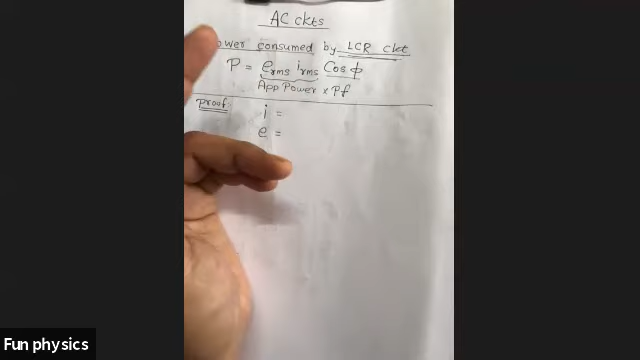 AC ckts
ower consumed by LCR ckt
P = erms irms Cos ϕ
App Power × Pf
Proof:
i =
e =
Fun physics